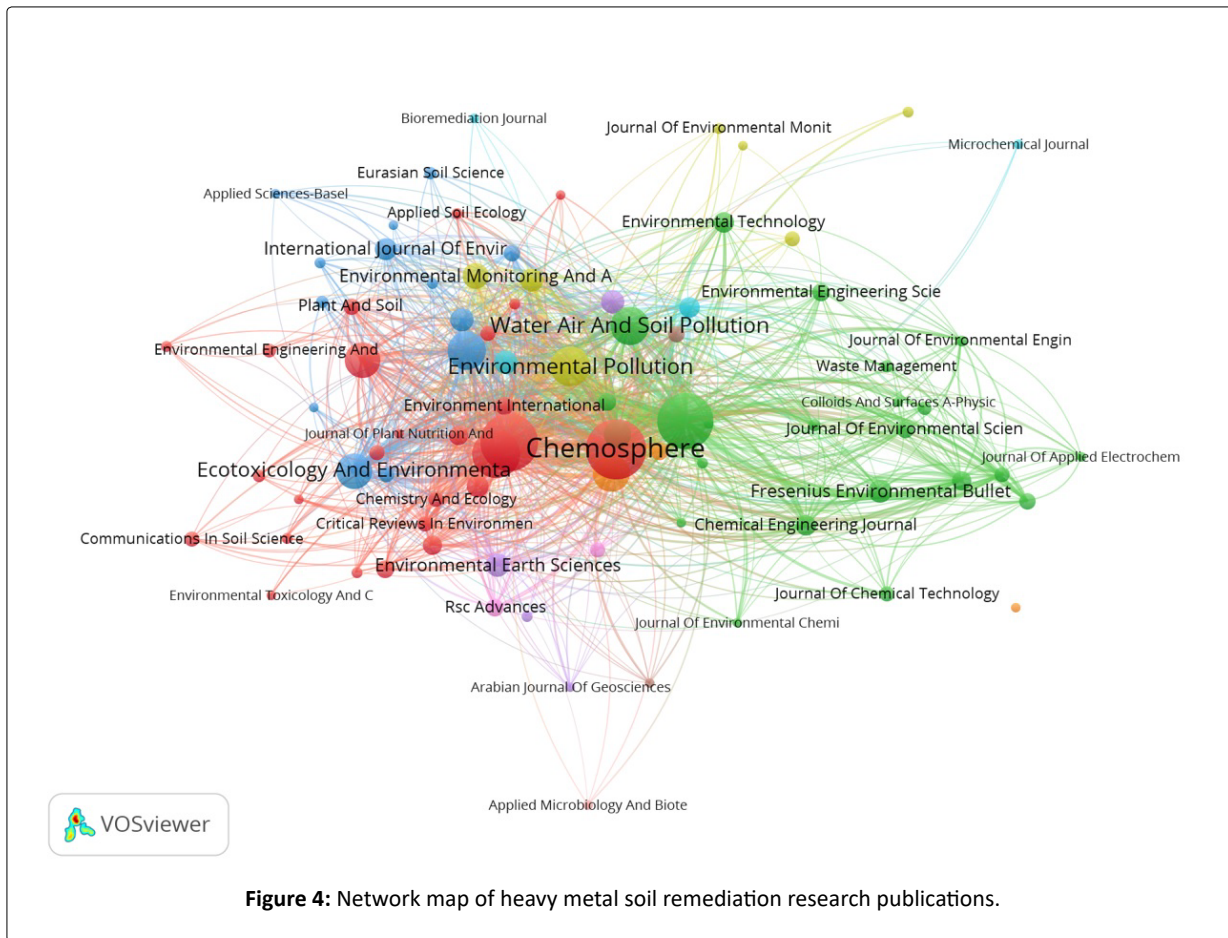 Bioremediation Journal
Journal Of Environmental Monit
Microchemical Journal
Eurasian Soil Science
Applied Sciences-Basel
Applied Soil Ecology
Environmental Technology
International Journal Of Envir
Environmental Monitoring And A
Environmental Engineering Scie
Plant And Soil
Water Air And Soil Pollution
Journal Of Environmental Engin
Environmental Engineering And
Environmental Pollution
Waste Management
Colloids And Surfaces A-Physic
Environment International
Journal Of Environmental Scien
Journal Of Plant Nutrition And
Chemosphere
Journal Of Applied Electrochem
Ecotoxicology And Environmenta
Fresenius Environmental Bullet
Chemistry And Ecology
Critical Reviews In Environmen
Chemical Engineering Journal
Communications In Soil Science
Environmental Earth Sciences
Environmental Toxicology And C
Journal Of Chemical Technology
Rsc Advances
Journal Of Environmental Chemi
Arabian Journal Of Geosciences
Applied Microbiology And Biote
VOSviewer
Figure 4: Network map of heavy metal soil remediation research publications.